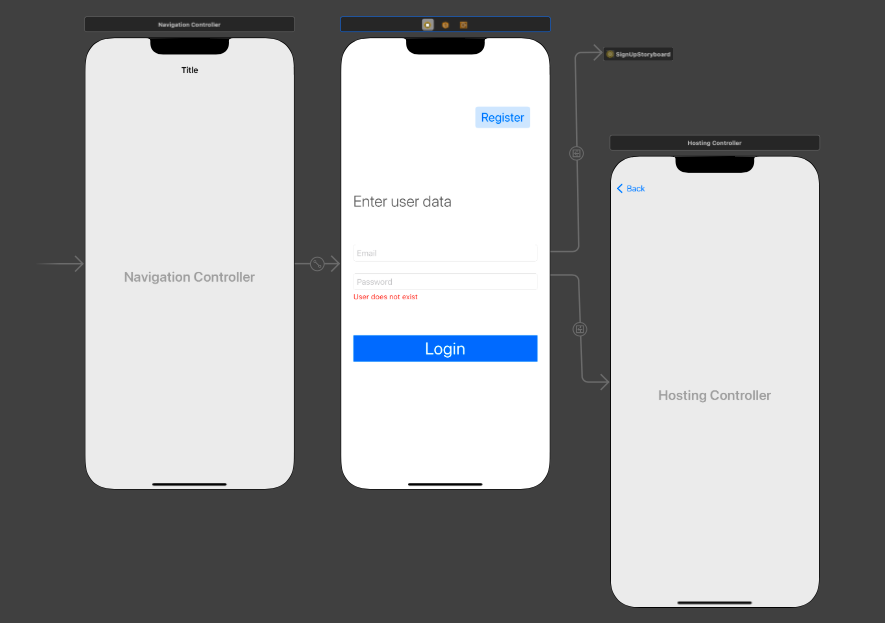 Navigation Controller
Title
Navigation Controller
Register
Enter user data
Email
Password
User does not exist
Login
SignUpStoryboard
Hosting Controller
Back
Hosting Controller